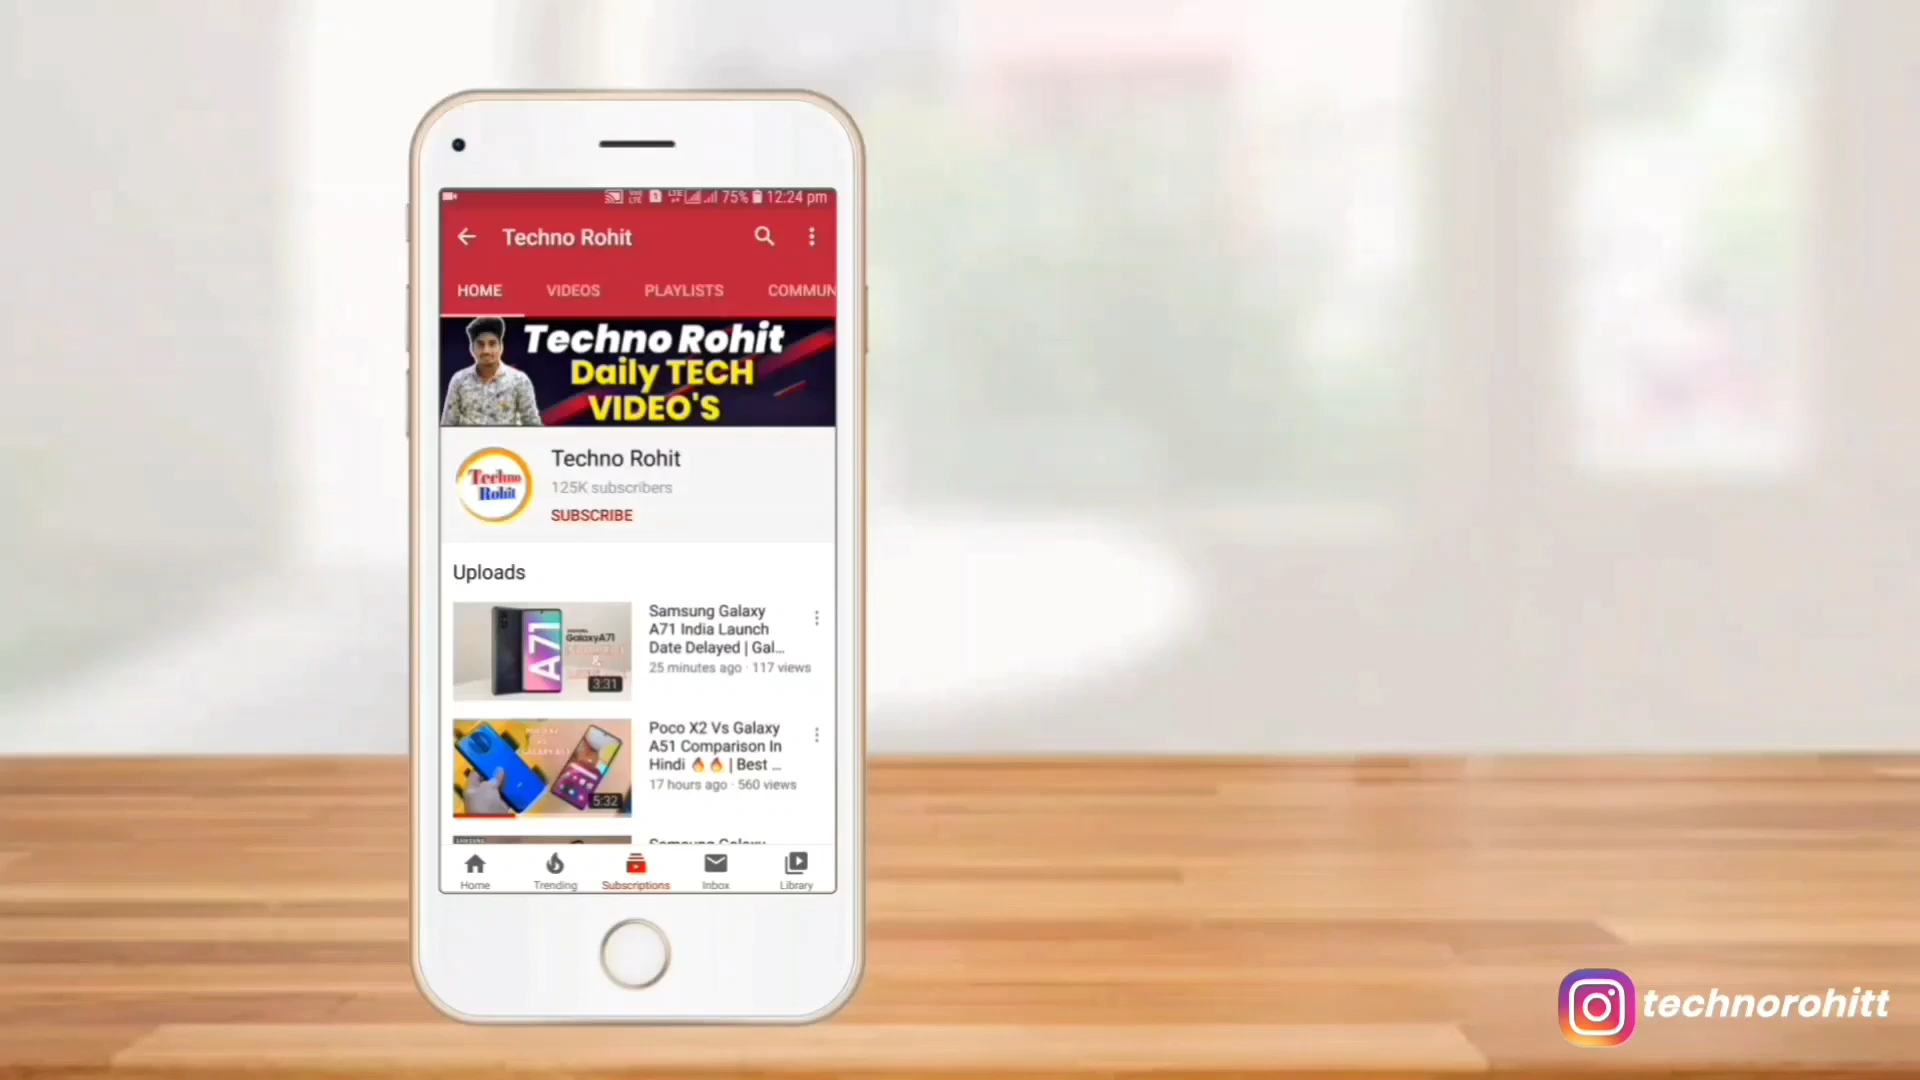 75% 12:24 pm
Techno Rohit
HOME VIDEOS PLAYLISTS COMMUN
Techno Rohit
Daily TECH
VIDEO'S
Techno
Rohit
Techno Rohit
125K subscribers
SUBSCRIBE
Uploads
Samsung Galaxy
A71 India Launch
Date Delayed | Gal...
25 minutes ago · 117 views
GalaxyA71
A71
3:31
Poco X2 Vs Galaxy
A51 Comparison In
Hindi 🔥🔥 | Best ...
17 hours ago · 560 views
5:32
Samsung Galaxy
Home Trending Subscriptions Inbox Library
technorohitt